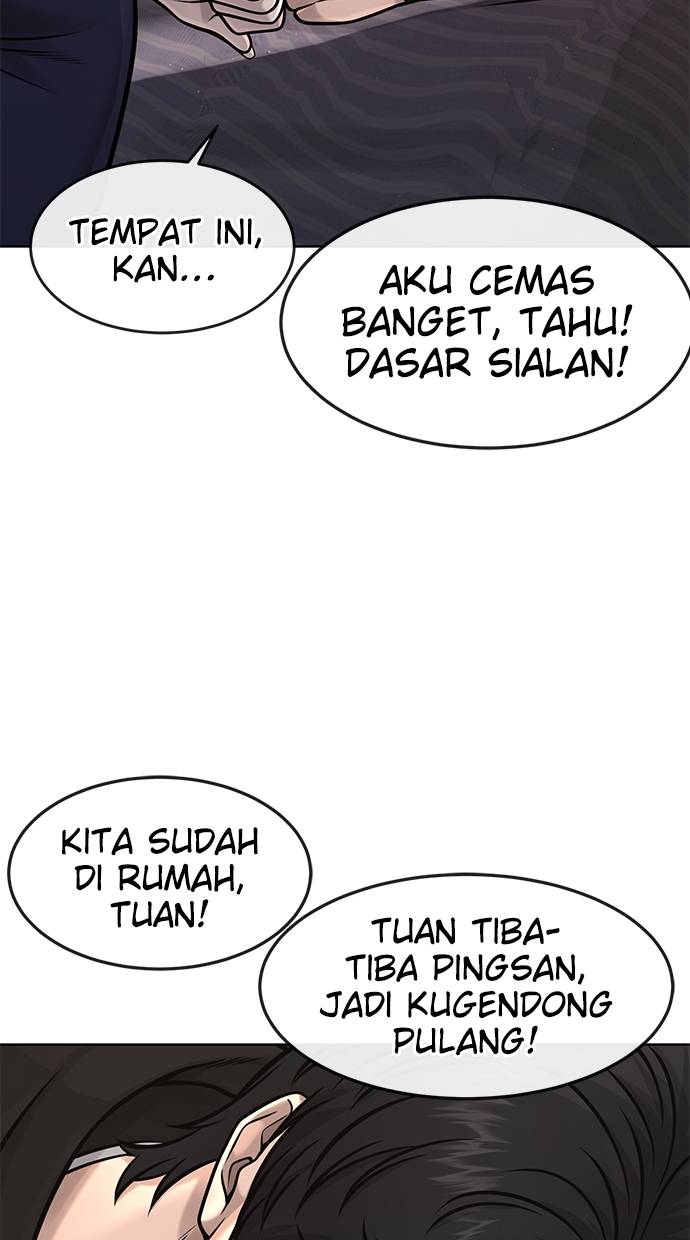 TEMPAT INI,
KAN...
AKU CEMAS
BANGET, TAHU!
DASAR SIALAN!
KITA SUDAH
DI RUMAH,
TUAN!
TUAN TIBA-
TIBA PINGSAN,
JADI KUGENDONG
PULANG!